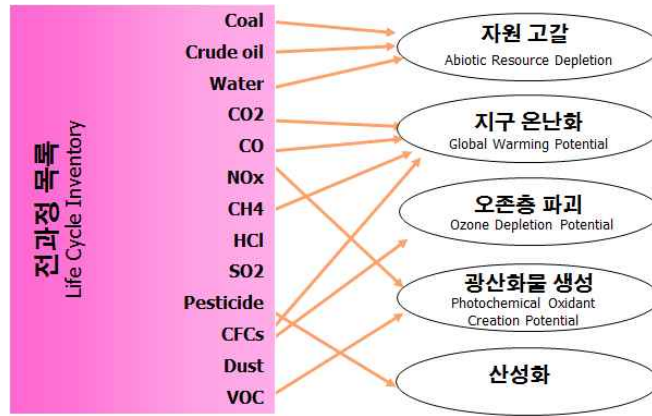 전과정 목록
Life Cycle Inventory
Coal
Crude oil
Water
CO2
CO
NOx
CH4
HCl
SO2
Pesticide
CFCs
Dust
VOC
자원 고갈
Abiotic Resource Depletion
지구 온난화
Global Warming Potential
오존층 파괴
Ozone Depletion Potential
광산화물 생성
Photochemical Oxidant
Creation Potential
산성화